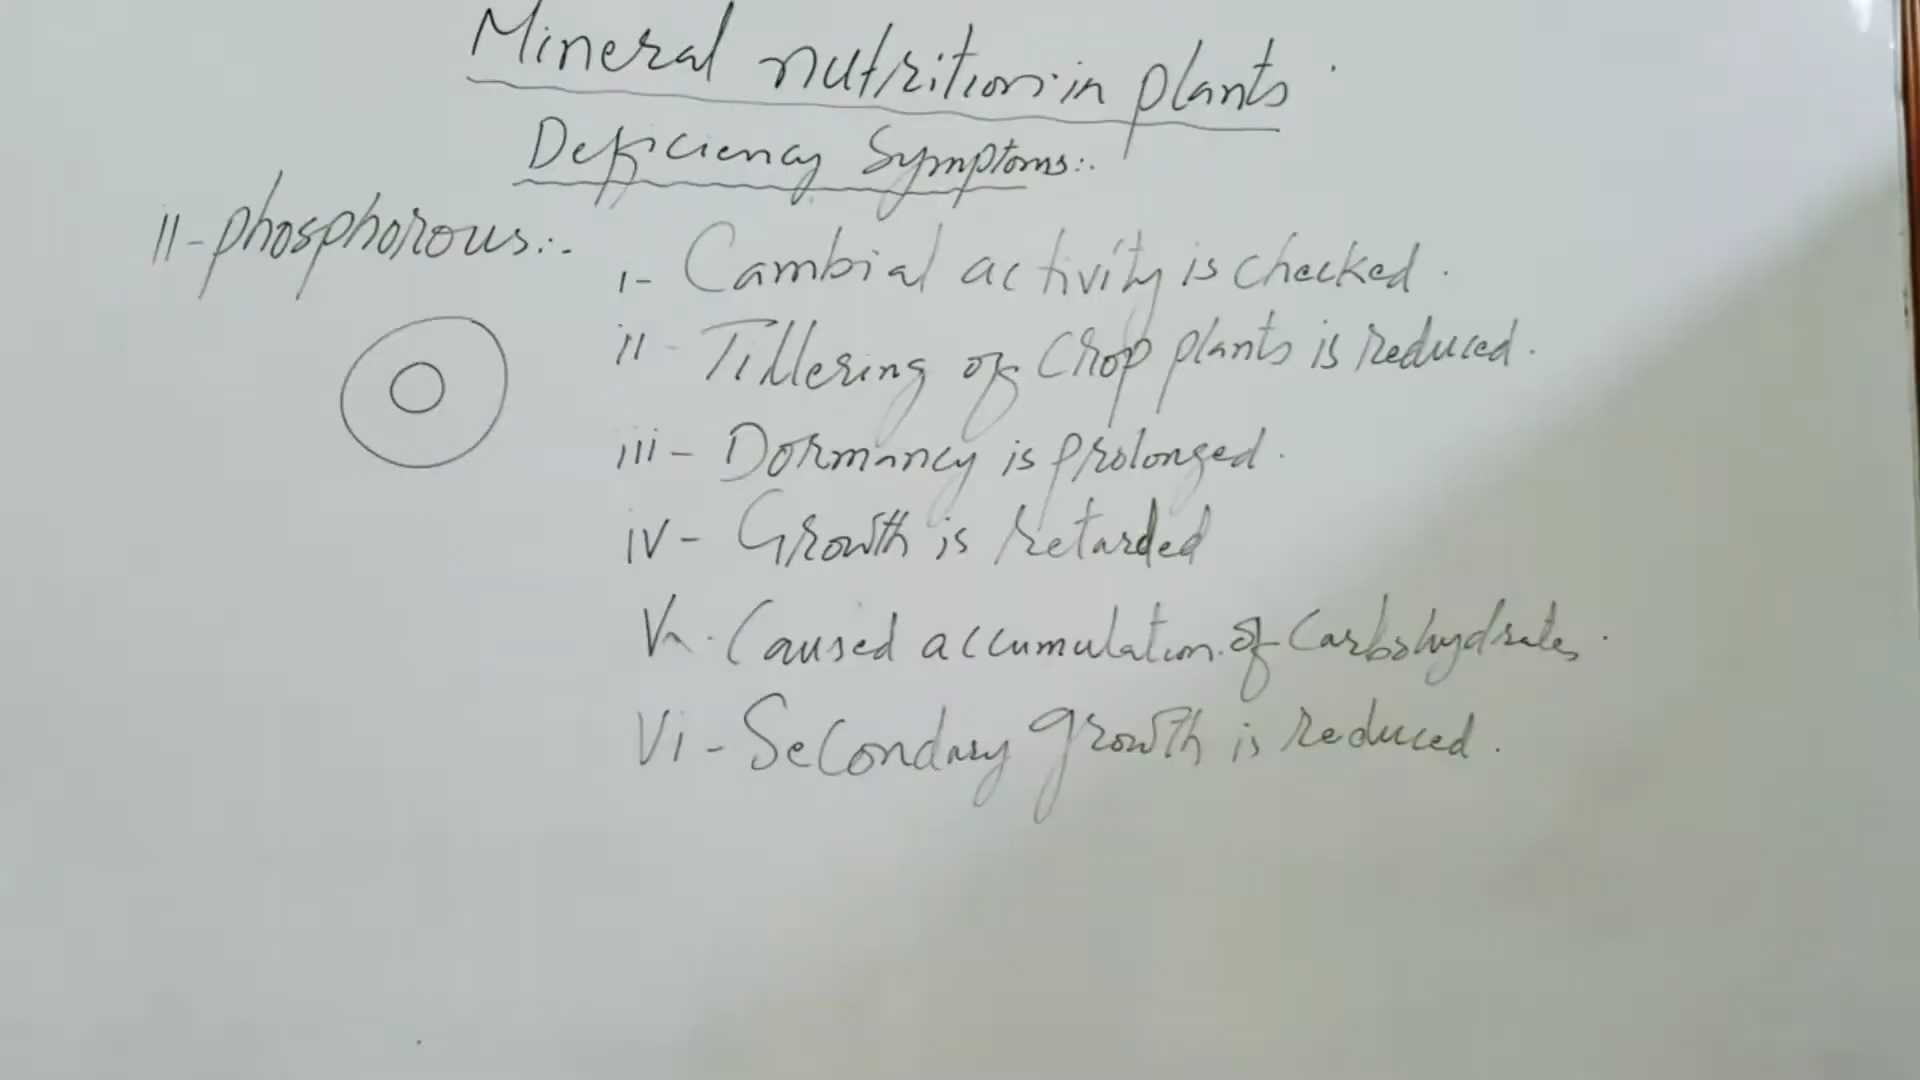 Mineral nutrition in plants.
Deficiency Symptoms:.
II-phosphorous:.
i- Cambial activity is checked.
ii- Tillering of crop plants is reduced.
iii- Dormancy is prolonged.
iv- Growth is retarded
V- Caused accumulation of Carbohydrates.
Vi- Secondary growth is reduced.